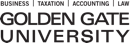 BUSINESS | TAXATION | ACCOUNTING | LAW
GOLDEN GATE
UNIVERSITY